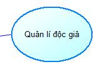 Quản lí độc giả